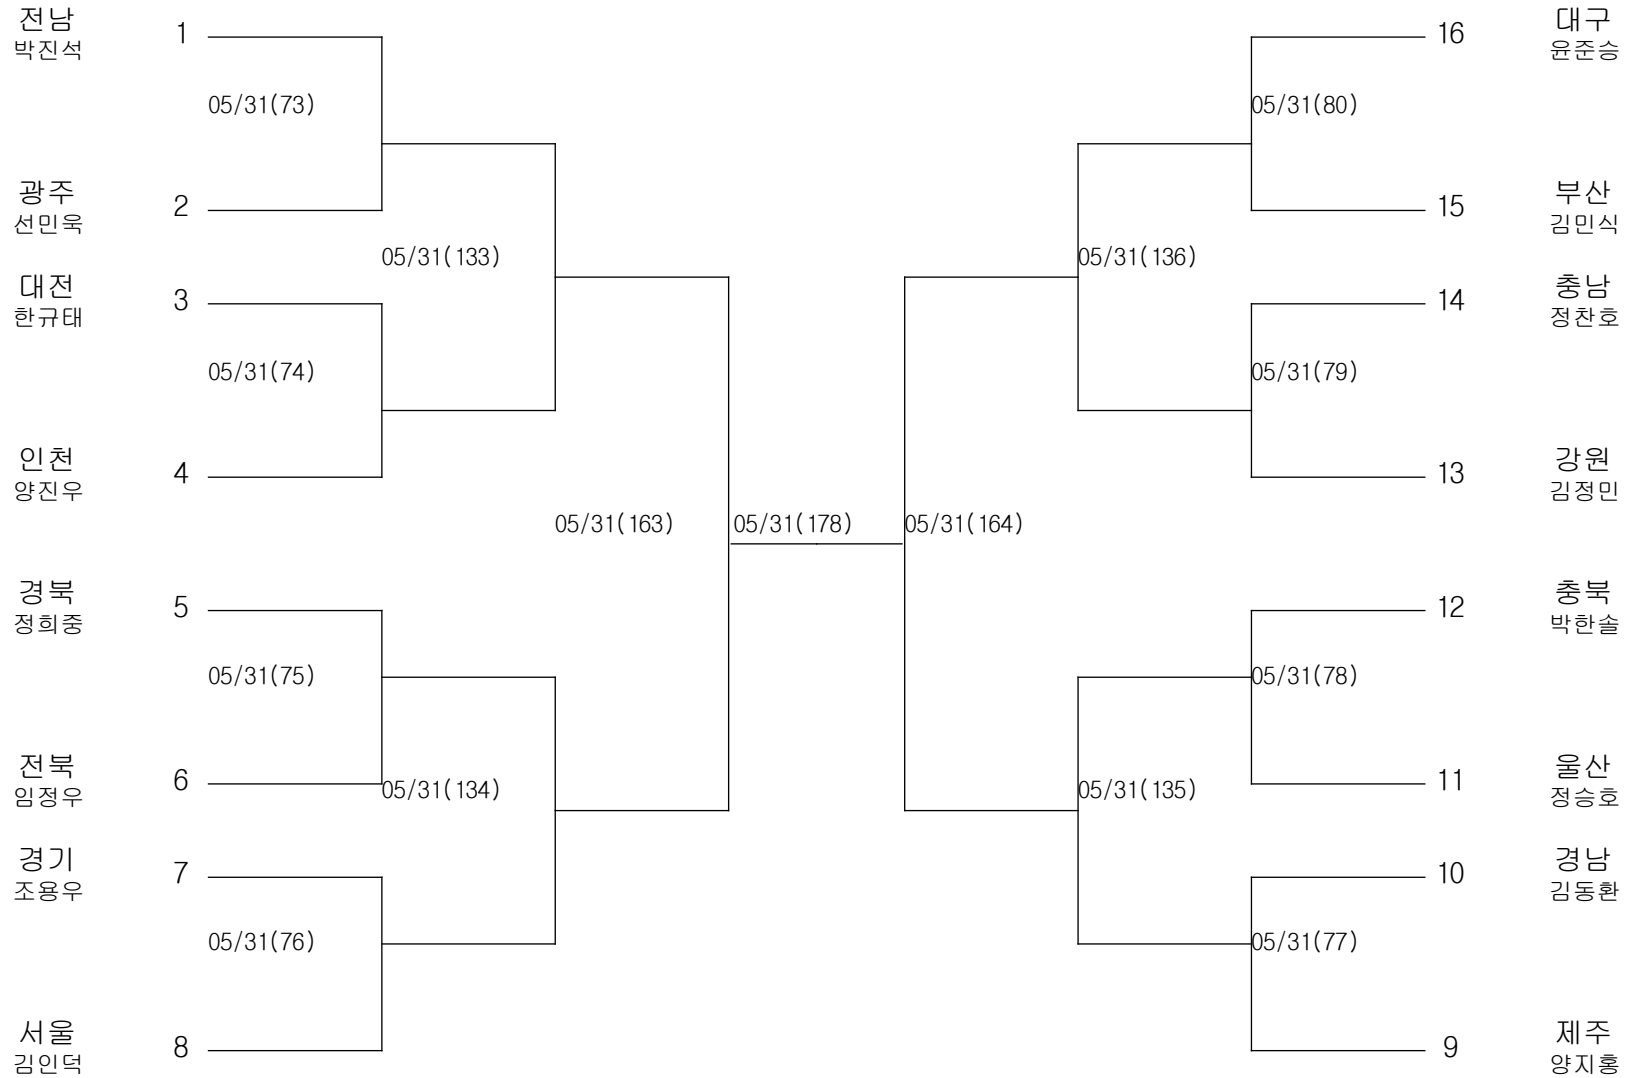 전남
박진석
1
16
대구
윤준승
05/31(73)
05/31(80)
광주
선민욱
2
15
부산
김민식
05/31(133)
05/31(136)
대전
한규태
3
14
충남
정찬호
05/31(74)
05/31(79)
인천
양진우
4
13
강원
김정민
05/31(163)
05/31(178)
05/31(164)
경북
정희중
5
12
충북
박한솔
05/31(75)
05/31(78)
전북
임정우
6
11
울산
정승호
05/31(134)
05/31(135)
경기
조용우
7
10
경남
김동환
05/31(76)
05/31(77)
서울
김인덕
8
9
제주
양지홍